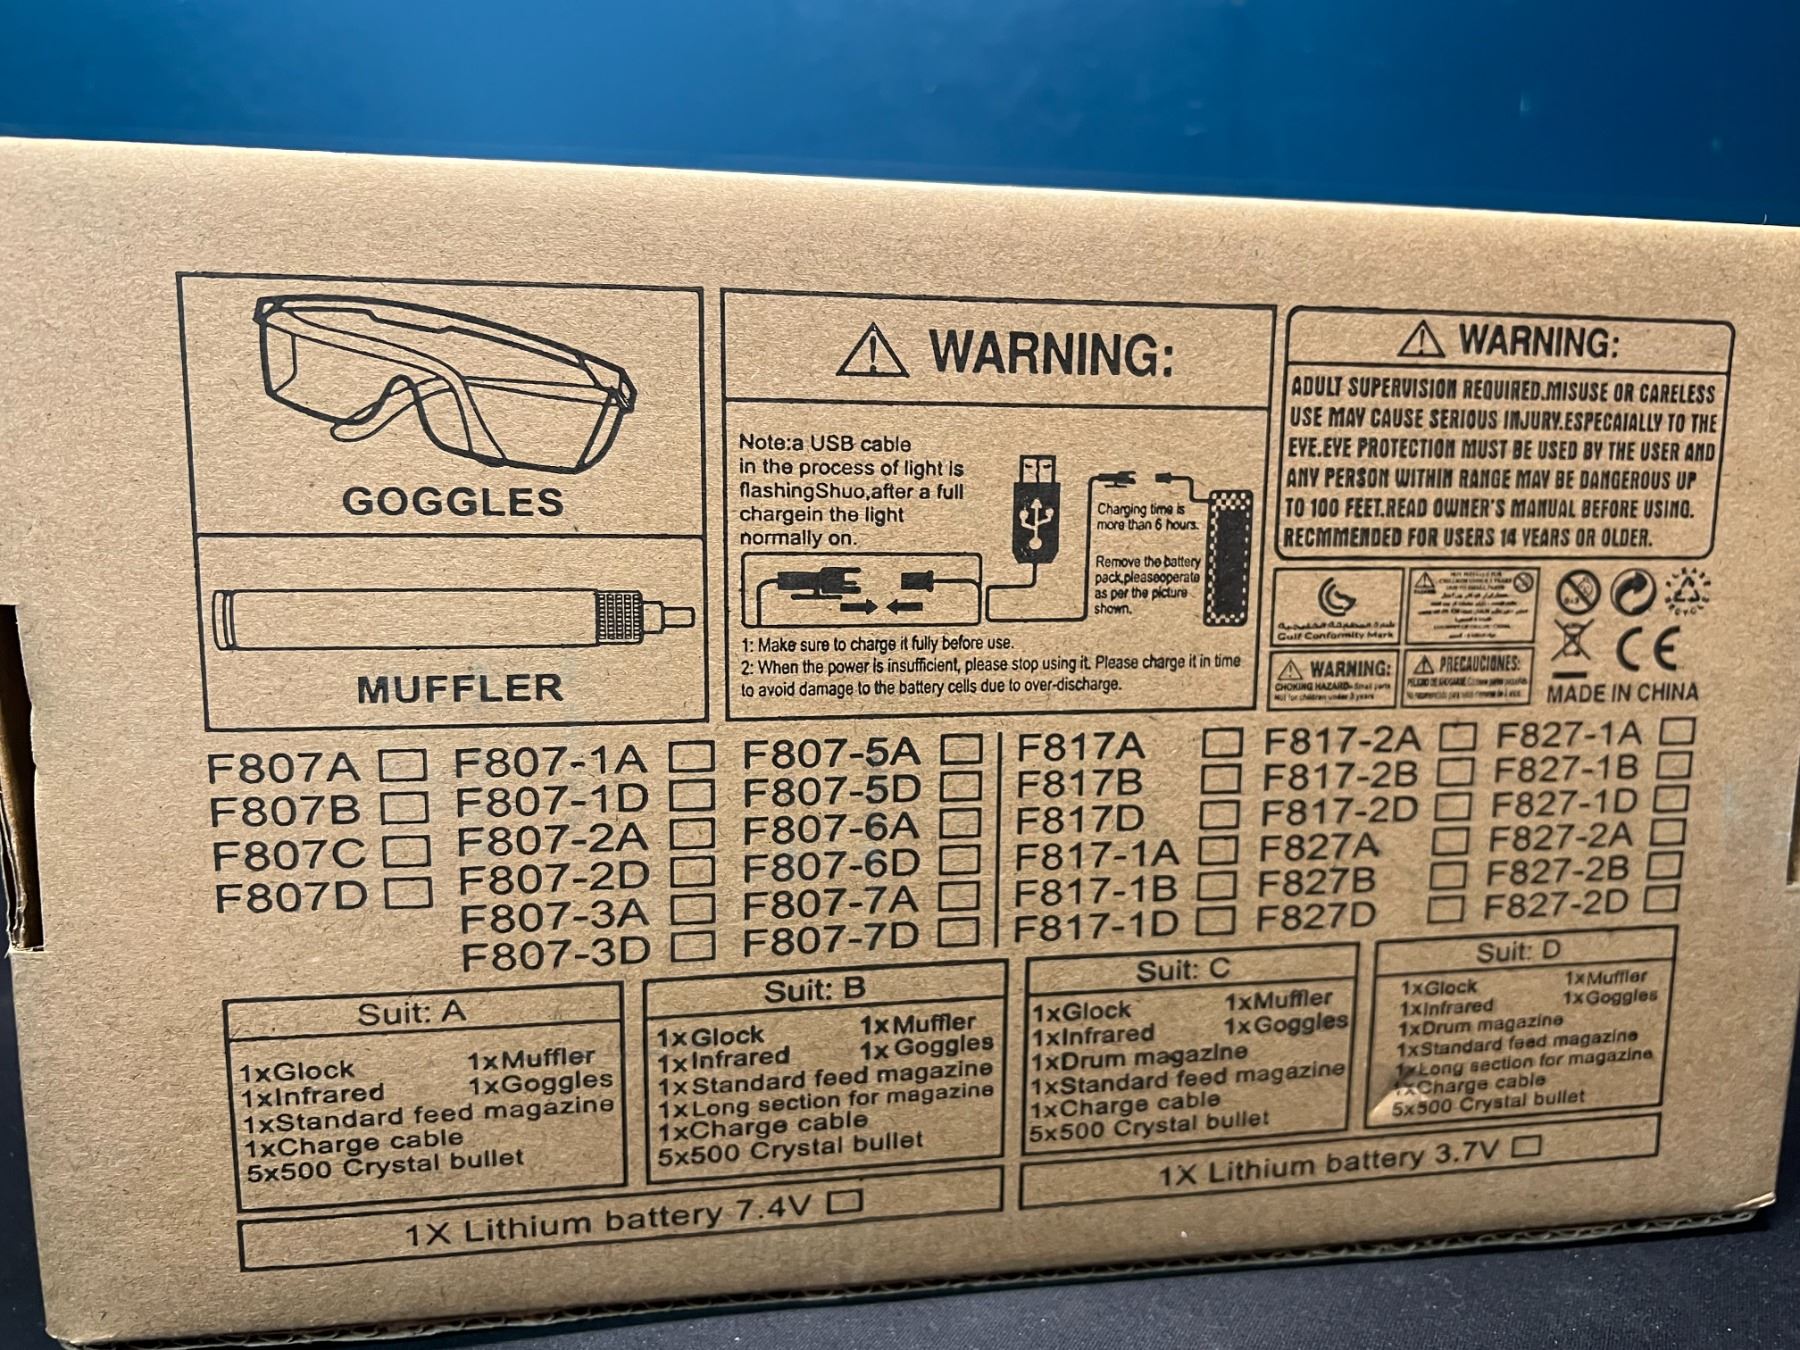 GOGGLES
MUFFLER
WARNING:
Note:a USB cable
in the process of light is
flashingShuo,after a full
chargein the light
normally on.
Charging time is
more than 6 hours.
Remove the battery
pack,pleaseoperate
as per the picture
shown.
1: Make sure to charge it fully before use.
2: When the power is insufficient, please stop using it. Please charge it in time
to avoid damage to the battery cells due to over-discharge.
WARNING:
ADULT SUPERVISION REQUIRED.MISUSE OR CARELESS
USE MAY CAUSE SERIOUS INJURY.ESPECAIALLY TO THE
EYE.EYE PROTECTION MUST BE USED BY THE USER AND
ANY PERSON WITHIN RANGE MAY BE DANGEROUS UP
TO 100 FEET.READ OWNER'S MANUAL BEFORE USING.
RECMMENDED FOR USERS 14 YEARS OR OLDER.
Gulf Conformity Mark
WARNING:
CHOKING HAZARD-Small parts
Not for children under 3 years
PRECAUCIONES:
CE
MADE IN CHINA
F807A
F807B
F807C
F807D
F807-1A
F807-1D
F807-2A
F807-2D
F807-3A
F807-3D
F807-5A
F807-5D
F807-6A
F807-6D
F807-7A
F807-7D
F817A
F817B
F817D
F817-1A
F817-1B
F817-1D
F817-2A
F817-2B
F817-2D
F827A
F827B
F827D
F827-1A
F827-1B
F827-1D
F827-2A
F827-2B
F827-2D
Suit: A
1xGlock 1xMuffler
1xInfrared 1xGoggles
1xStandard feed magazine
1xCharge cable
5x500 Crystal bullet
Suit: B
1xGlock 1xMuffler
1xInfrared 1xGoggles
1xStandard feed magazine
1xLong section for magazine
1xCharge cable
5x500 Crystal bullet
Suit: C
1xGlock 1xMuffler
1xInfrared 1xGoggles
1xDrum magazine
1xStandard feed magazine
1xCharge cable
5x500 Crystal bullet
Suit: D
1xGlock 1xMuffler
1xInfrared 1xGoggles
1xDrum magazine
1xStandard feed magazine
1xLong section for magazine
1xCharge cable
5x500 Crystal bullet
1X Lithium battery 7.4V
1X Lithium battery 3.7V